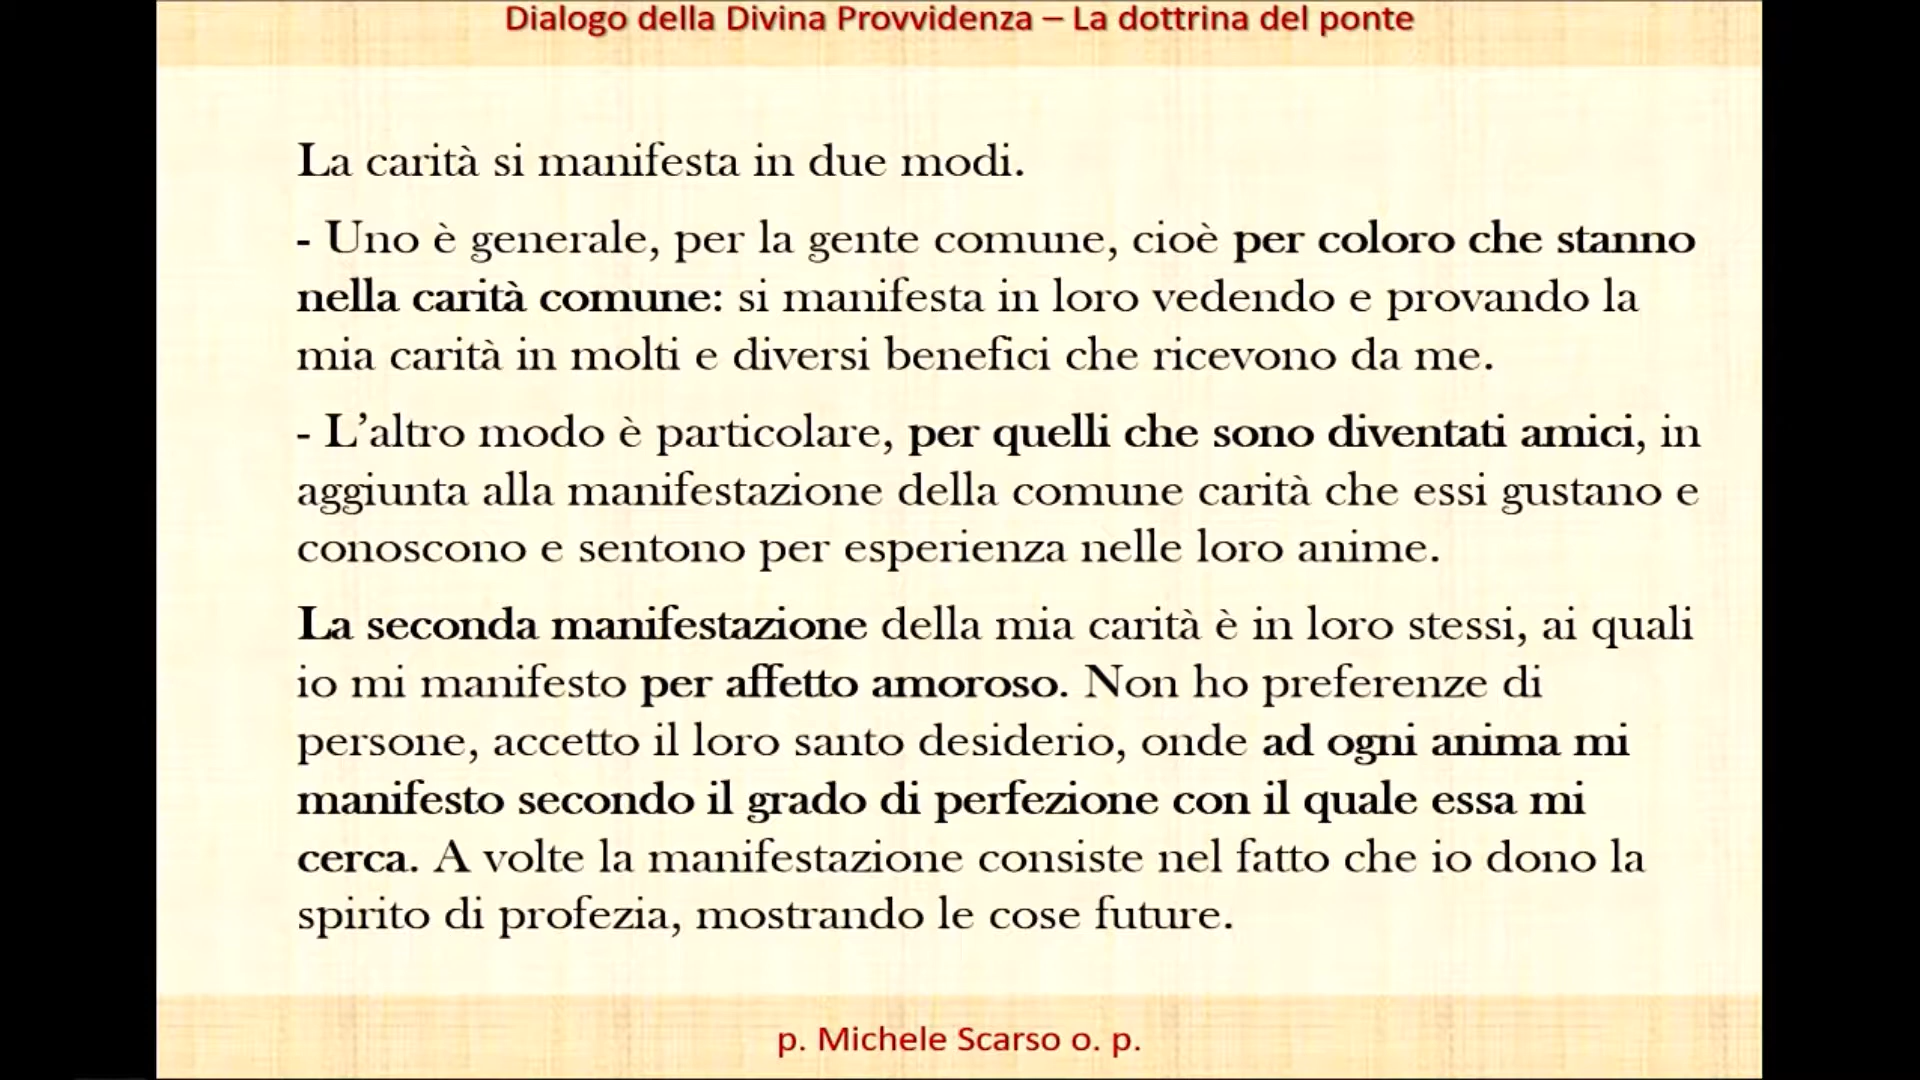 Dialogo della Divina Provvidenza – La dottrina del ponte
La carità si manifesta in due modi.
- Uno è generale, per la gente comune, cioè per coloro che stanno
nella carità comune: si manifesta in loro vedendo e provando la
mia carità in molti e diversi benefici che ricevono da me.
- L’altro modo è particolare, per quelli che sono diventati amici, in
aggiunta alla manifestazione della comune carità che essi gustano e
conoscono e sentono per esperienza nelle loro anime.
La seconda manifestazione della mia carità è in loro stessi, ai quali
io mi manifesto per affetto amoroso. Non ho preferenze di
persone, accetto il loro santo desiderio, onde ad ogni anima mi
manifesto secondo il grado di perfezione con il quale essa mi
cerca. A volte la manifestazione consiste nel fatto che io dono la
spirito di profezia, mostrando le cose future.
p. Michele Scarso o. p.